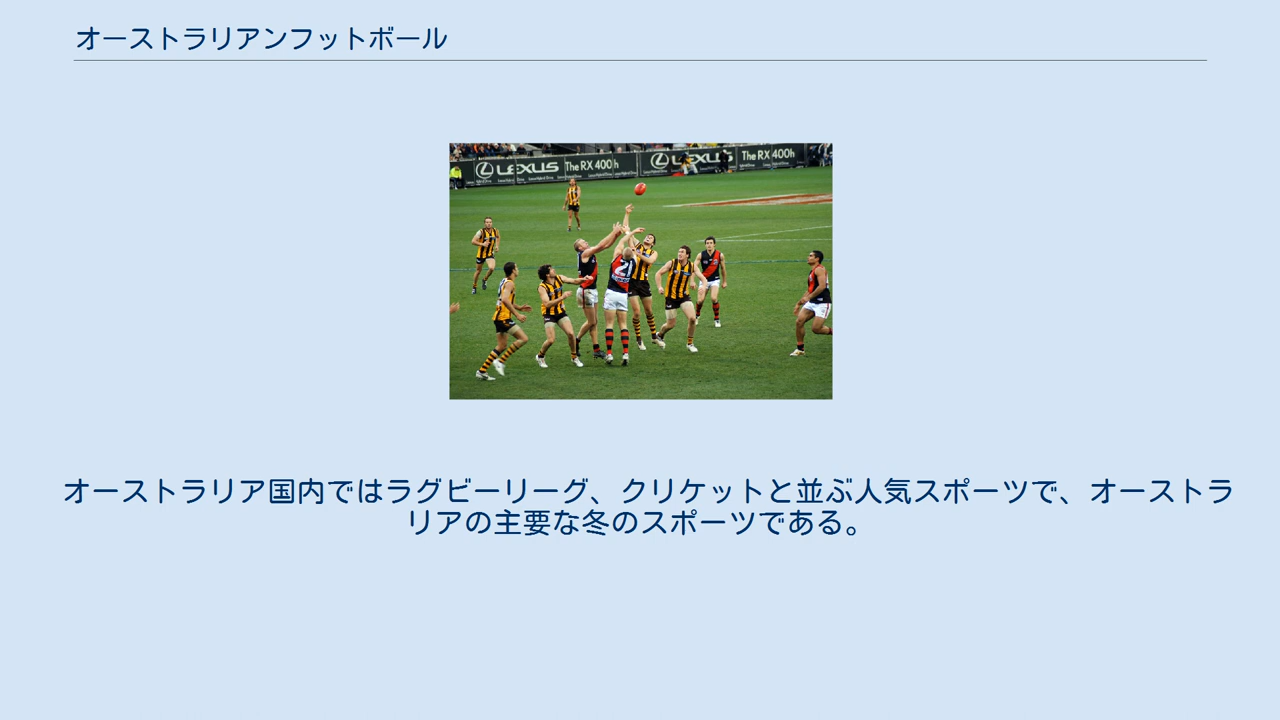 オーストラリアンフットボール
LEXUS The RX 400h LEXUS The RX 400h
2
オーストラリア国内ではラグビーリーグ、クリケットと並ぶ人気スポーツで、オーストラ
リアの主要な冬のスポーツである。